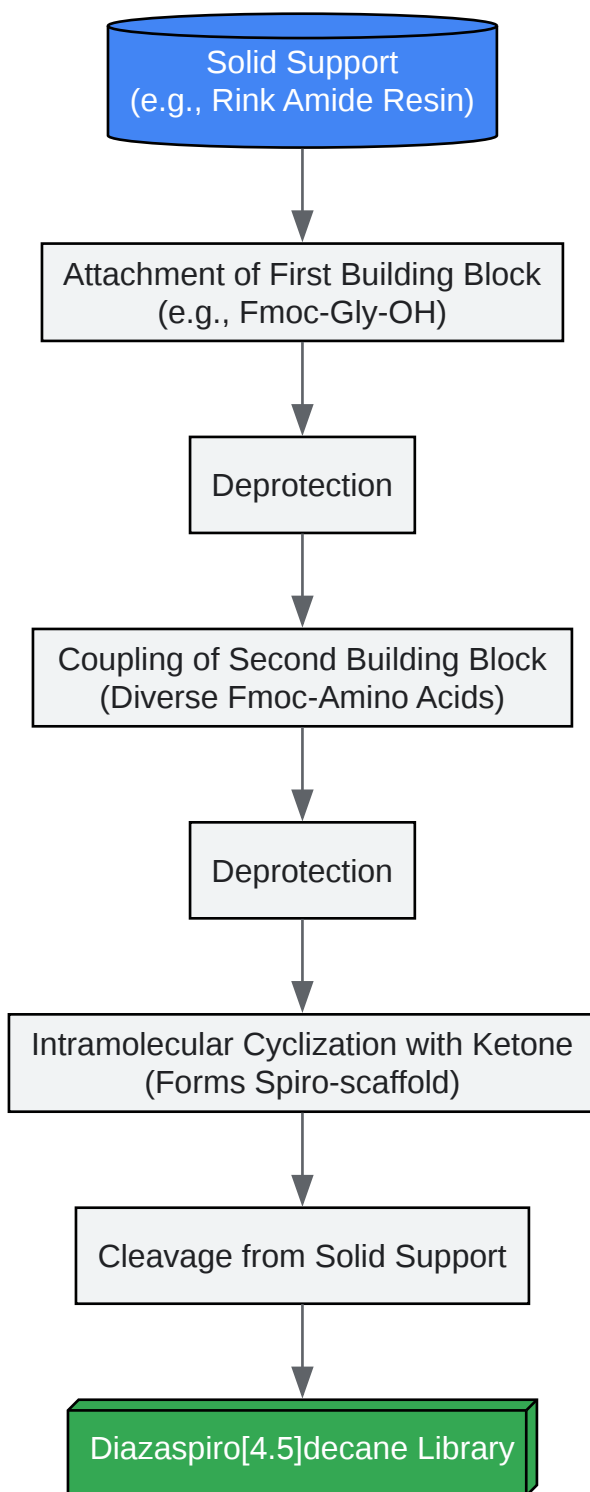 Solid Support
(e.g., Rink Amide Resin)
Attachment of First Building Block
(e.g., Fmoc-Gly-OH)
Deprotection
Coupling of Second Building Block
(Diverse Fmoc-Amino Acids)
Deprotection
Intramolecular Cyclization with Ketone
(Forms Spiro-scaffold)
Cleavage from Solid Support
Diazaspiro[4.5]decane Library